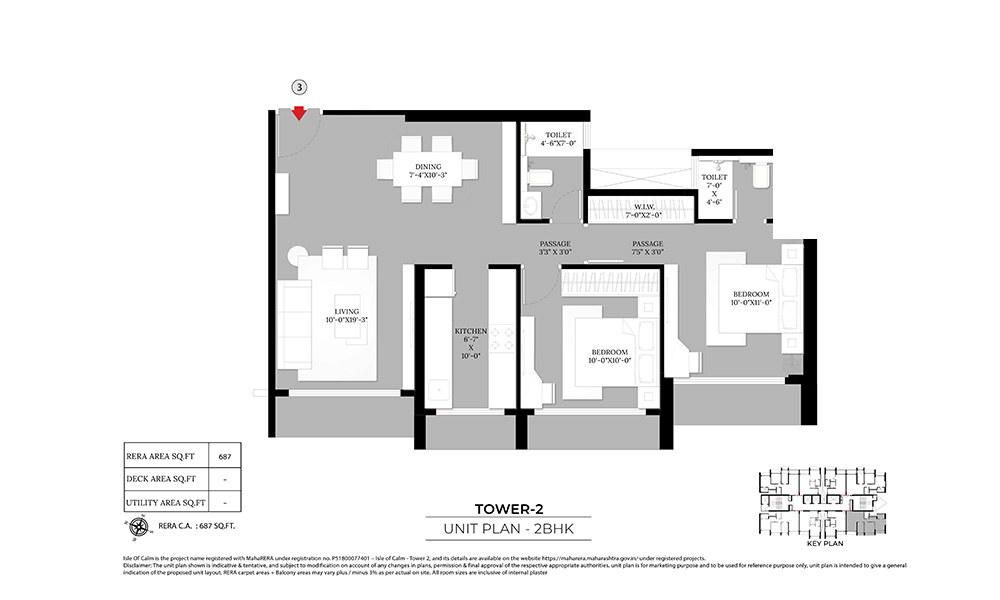 3
TOILET
4'-6"X7'-0"
DINING
7'-4"X10'-3"
TOILET
7'-0"
X
4'-6"
W.I.W.
7'-0"X2'-0"
PASSAGE
3'3" X 3'0"
PASSAGE
7'5" X 3'0"
BEDROOM
10'-0"X11'-0"
LIVING
10'-0"X19'-3"
KITCHEN
6'-7"
X
10'-0"
BEDROOM
10'-0"X10'-0"
RERA AREA SQ.FT 687
DECK AREA SQ.FT -
UTILITY AREA SQ.FT -
RERA C.A. : 687 SQ.FT.
TOWER-2
UNIT PLAN - 2BHK
KEY PLAN
Isle Of Calm is the project name registered with MahaRERA under registration no. P51800077401 – Isle of Calm - Tower 2, and its details are available on the website https://maharera.maharashtra.gov.in/ under registered projects.
Disclaimer: The unit plan shown is indicative & tentative, and subject to modification on account of any changes in plans, permission & final approval of the respective appropriate authorities. unit plan is for marketing purpose and to be used for reference purpose only, unit plan is intended to give a general
indication of the proposed unit layout. RERA carpet areas + Balcony areas may vary plus / minus 3% as per actual on site. All room sizes are inclusive of internal plaster